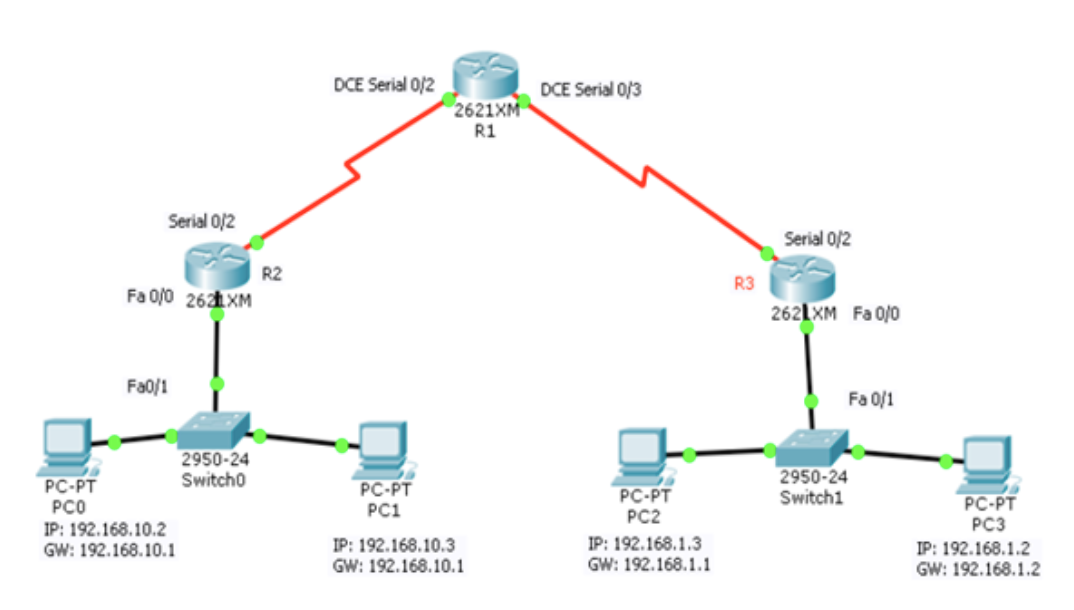 DCE Serial 0/2
DCE Serial 0/3
2621XM
R1
Serial 0/2
R2
Fa 0/0
2621XM
Serial 0/2
R3
2621XM
Fa 0/0
Fa0/1
Fa 0/1
2950-24
Switch0
PC-PT
PC0
IP: 192.168.10.2
GW: 192.168.10.1
PC-PT
PC1
IP: 192.168.10.3
GW: 192.168.10.1
2950-24
Switch1
PC-PT
PC2
IP: 192.168.1.3
GW: 192.168.1.1
PC-PT
PC3
IP: 192.168.1.2
GW: 192.168.1.2